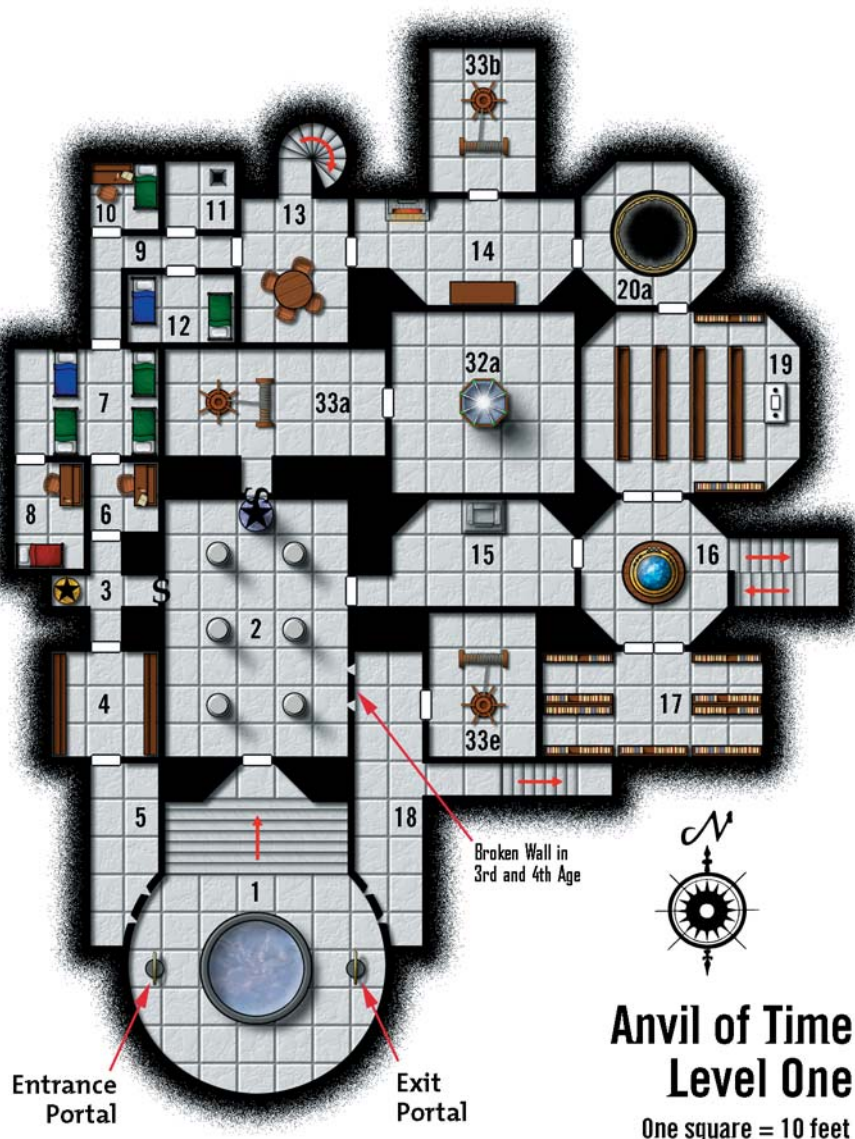 33b
10
11
13
9
14
20a
12
32a
19
7
33a
8
6
S
15
16
3
S
2
4
17
33e
5
18
N
Broken Wall in
3rd and 4th Age
1
Anvil of Time
Level One
Entrance
Portal
Exit
Portal
One square = 10 feet